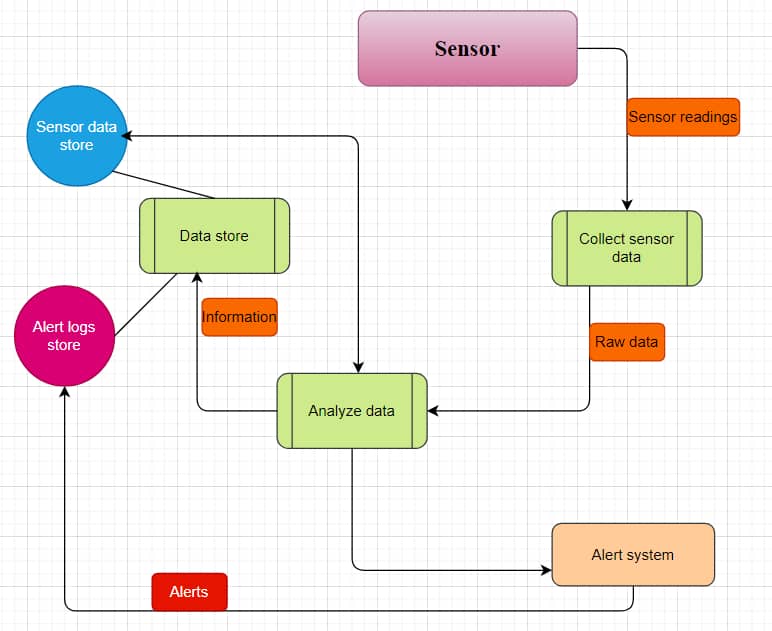 Sensor
Sensor readings
Sensor data
store
Data store
Collect sensor
data
Information
Alert logs
store
Raw data
Analyze data
Alert system
Alerts